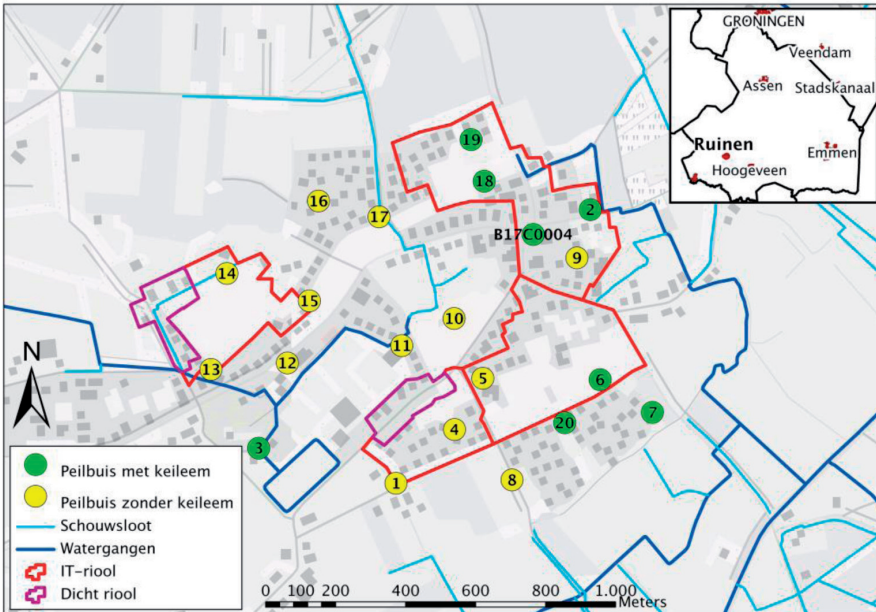 GRONINGEN
Veendam
Assen
Stadskanaal
Ruinen
Emmen
Hoogeveen
19
18
16
17
2
B17C0004
9
14
15
10
11
12
13
5
6
7
20
4
3
1
8
N
Peilbuis met keileem
Peilbuis zonder keileem
Schouwsloot
Watergangen
IT-riool
Dicht riool
0 100 200 400 600 800 1.000
Meters